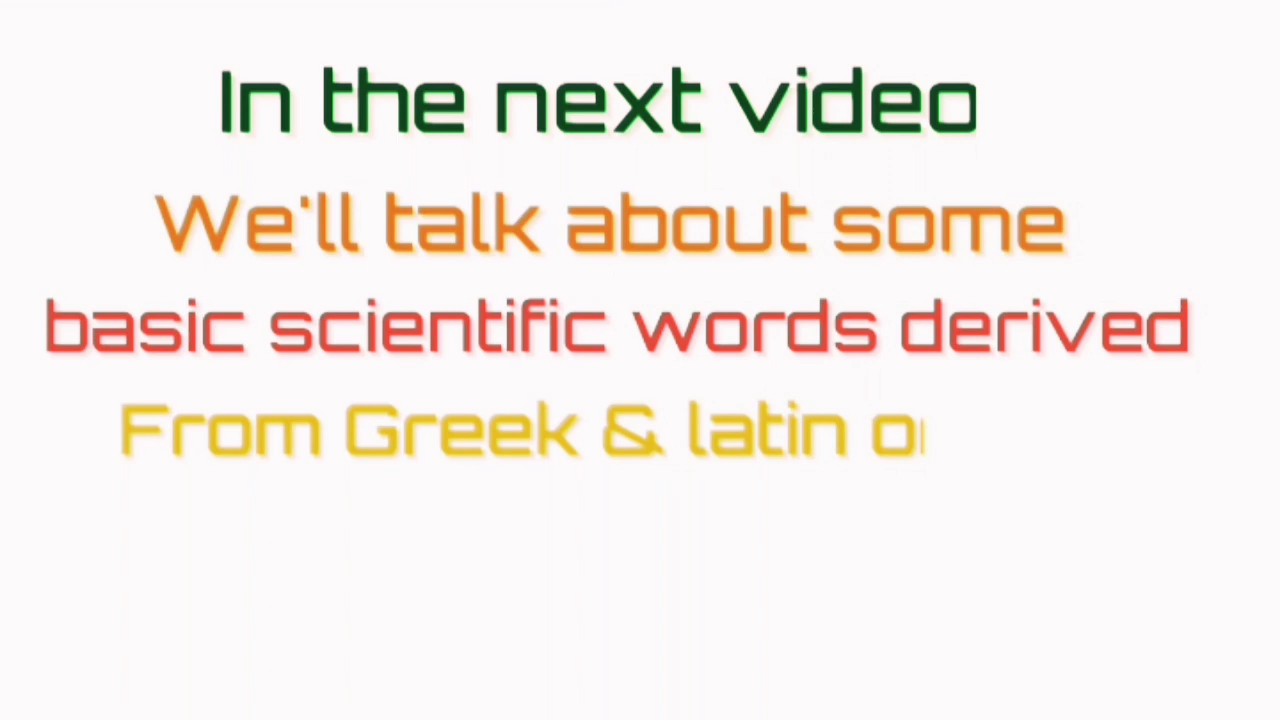 In the next video
We'll talk about some
basic scientific words derived
From Greek & latin